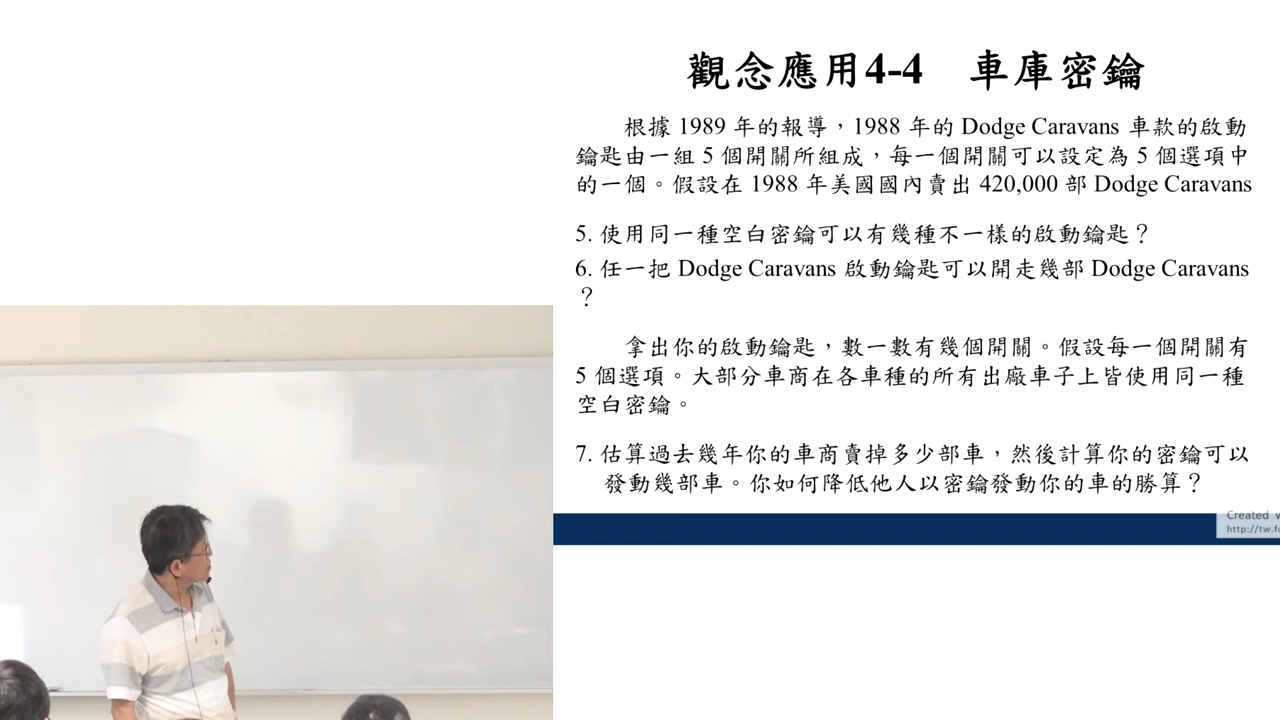 觀念應用4-4 車庫密鑰
根據 1989 年的報導，1988 年的 Dodge Caravans 車款的啟動
鑰匙由一組 5 個開關所組成，每一個開關可以設定為 5 個選項中
的一個。假設在 1988 年美國國內賣出 420,000 部 Dodge Caravans
5. 使用同一種空白密鑰可以有幾種不一樣的啟動鑰匙？
6. 任一把 Dodge Caravans 啟動鑰匙可以開走幾部 Dodge Caravans
？
拿出你的啟動鑰匙，數一數有幾個開關。假設每一個開關有
5 個選項。大部分車商在各車種的所有出廠車子上皆使用同一種
空白密鑰。
7. 估算過去幾年你的車商賣掉多少部車，然後計算你的密鑰可以
發動幾部車。你如何降低他人以密鑰發動你的車的勝算？
Created
http://tw.fo